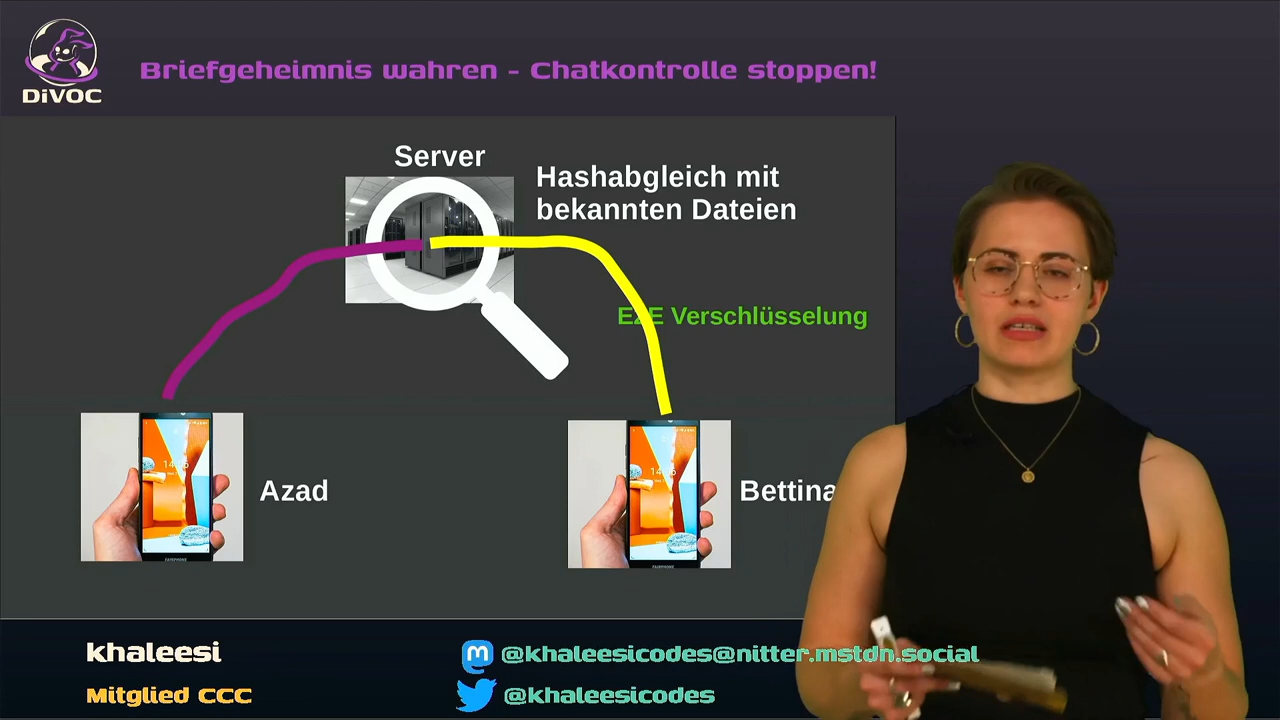 DiVOC
Briefgeheimnis wahren - Chatkontrolle stoppen!
Server
Hashabgleich mit
bekannten Dateien
E2E Verschlüsselung
Azad
Bettina
khaleesi
@khaleesicodes@nitter.mstdn.social
Mitglied CCC
@khaleesicodes